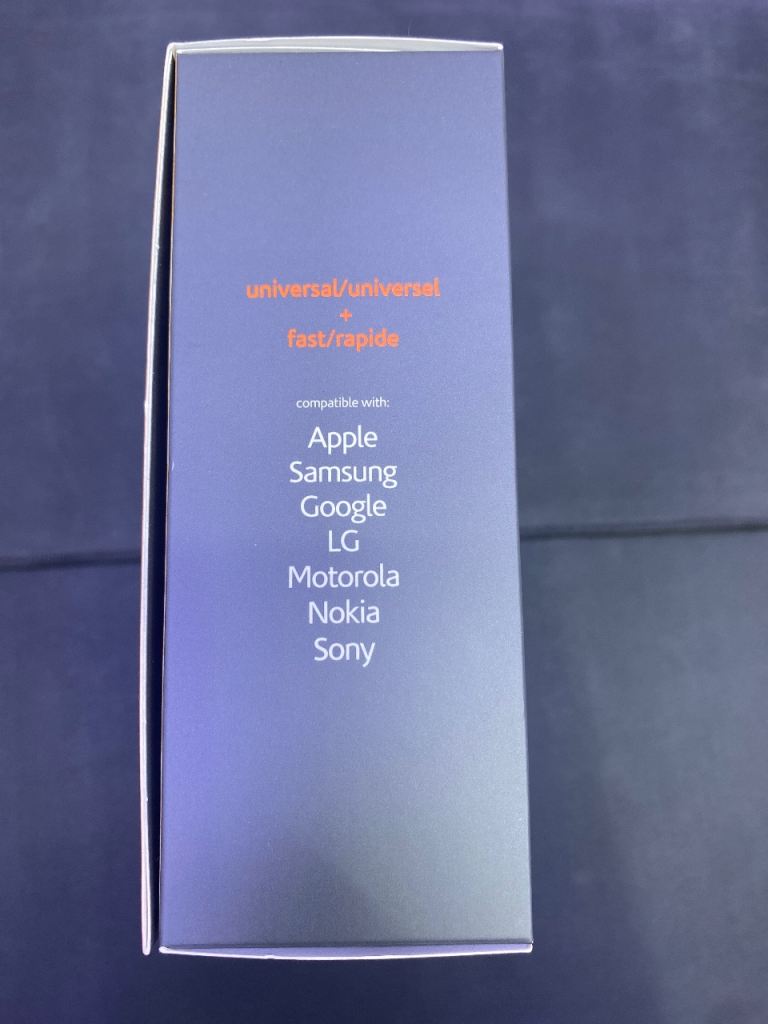 universal/universel
+
fast/rapide
compatible with:
Apple
Samsung
Google
LG
Motorola
Nokia
Sony